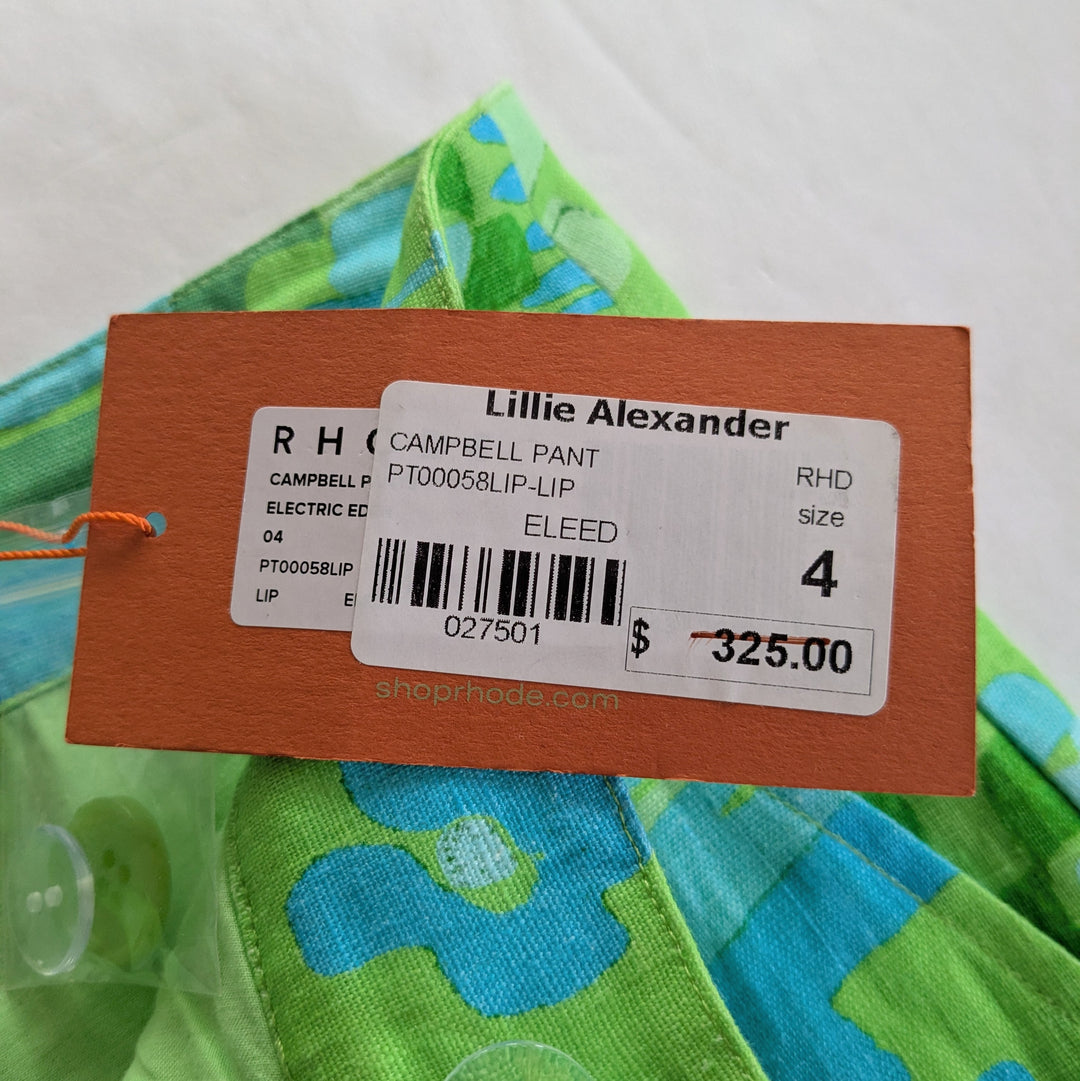 Lillie Alexander
CAMPBELL PANT
PT00058LIP-LIP
ELEED
RHD
size
4
027501
$ 325.00
R H
CAMPBELL P
ELECTRIC ED
04
PT00058LIP
LIP E
shoprhode.com